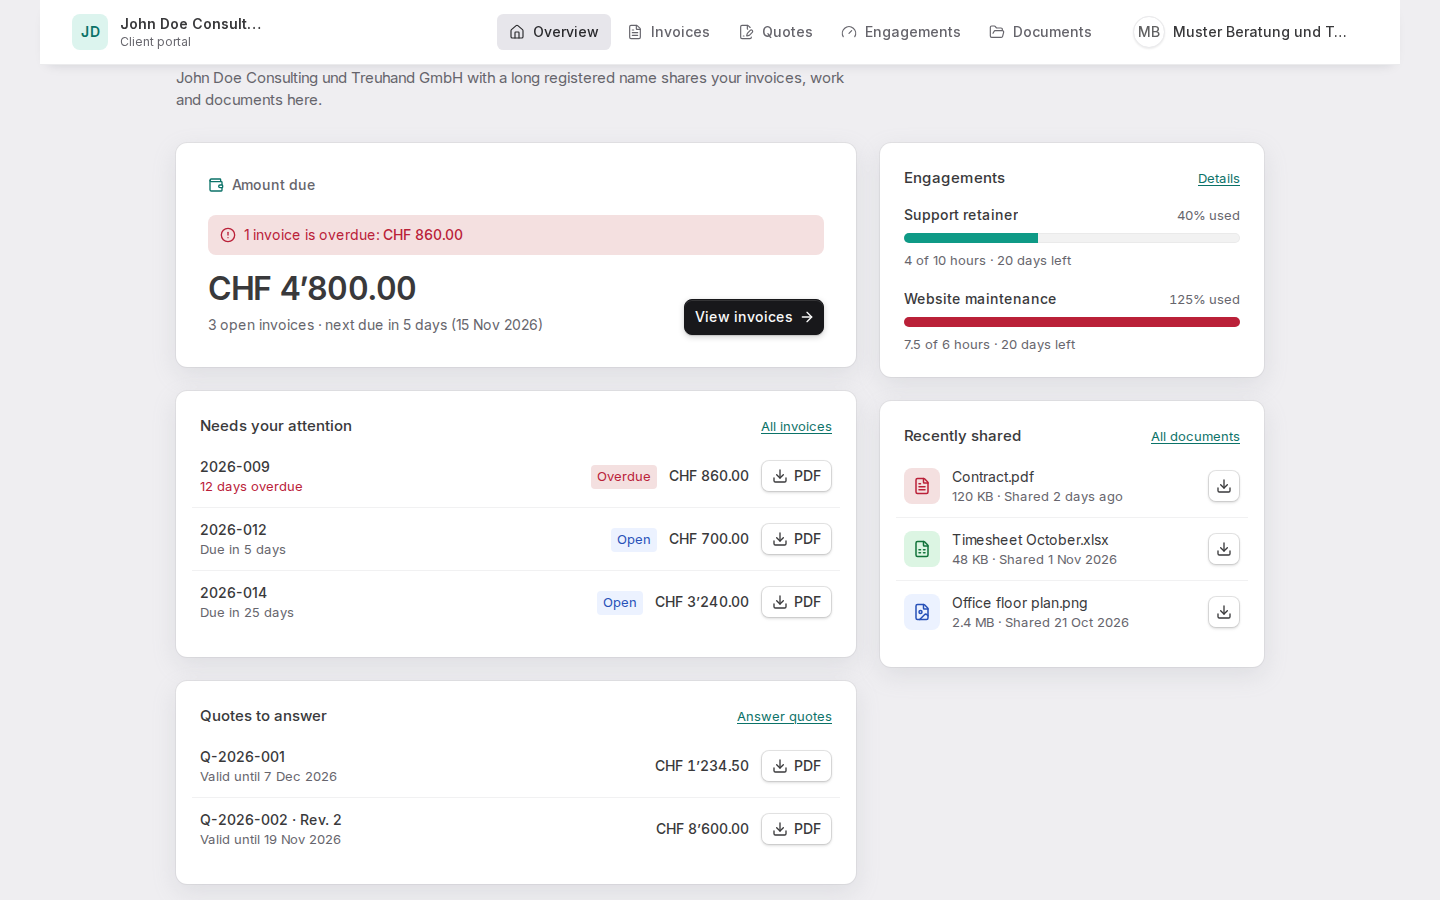 JD
John Doe Consult…
Client portal
Overview
Invoices
Quotes
Engagements
Documents
MB
Muster Beratung und T…
John Doe Consulting und Treuhand GmbH with a long registered name shares your invoices, work
and documents here.
Amount due
1 invoice is overdue: CHF 860.00
CHF 4’800.00
3 open invoices · next due in 5 days (15 Nov 2026)
View invoices
Needs your attention
All invoices
2026-009
12 days overdue
Overdue
CHF 860.00
PDF
2026-012
Due in 5 days
Open
CHF 700.00
PDF
2026-014
Due in 25 days
Open
CHF 3’240.00
PDF
Quotes to answer
Answer quotes
Q-2026-001
Valid until 7 Dec 2026
CHF 1’234.50
PDF
Q-2026-002 · Rev. 2
Valid until 19 Nov 2026
CHF 8’600.00
PDF
Engagements
Details
Support retainer
40% used
4 of 10 hours · 20 days left
Website maintenance
125% used
7.5 of 6 hours · 20 days left
Recently shared
All documents
Contract.pdf
120 KB · Shared 2 days ago
Timesheet October.xlsx
48 KB · Shared 1 Nov 2026
Office floor plan.png
2.4 MB · Shared 21 Oct 2026